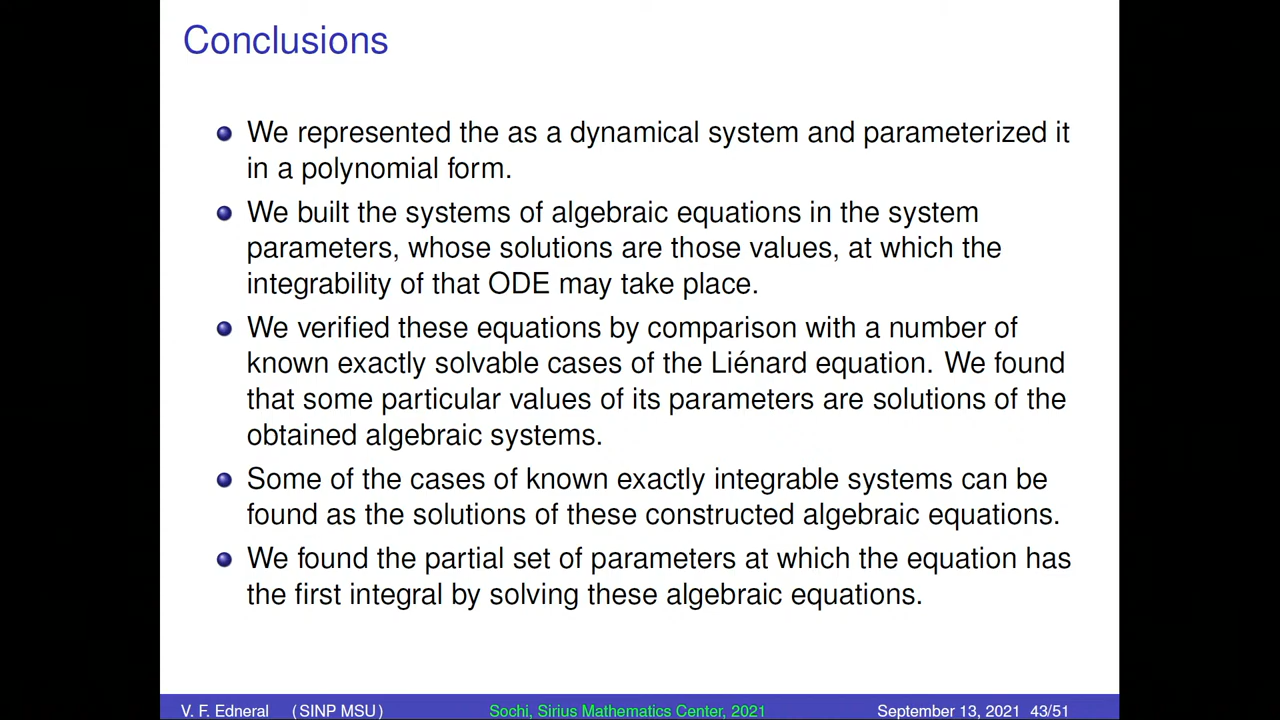 Conclusions
We represented the as a dynamical system and parameterized it
in a polynomial form.
We built the systems of algebraic equations in the system
parameters, whose solutions are those values, at which the
integrability of that ODE may take place.
We verified these equations by comparison with a number of
known exactly solvable cases of the Liénard equation. We found
that some particular values of its parameters are solutions of the
obtained algebraic systems.
Some of the cases of known exactly integrable systems can be
found as the solutions of these constructed algebraic equations.
We found the partial set of parameters at which the equation has
the first integral by solving these algebraic equations.
V. F. Edneral (SINP MSU) Sochi, Sirius Mathematics Center, 2021 September 13, 2021 43/51